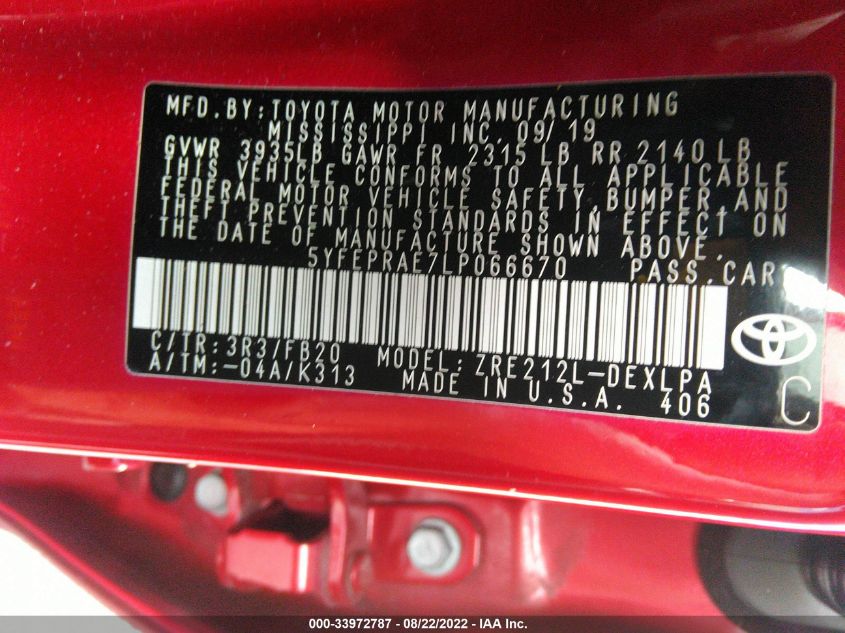 MFD. BY: TOYOTA MOTOR MANUFACTURING
MISSISSIPPI INC. 09/19
GVWR 3935LB GAWR FR 2315 LB RR 2140 LB
THIS VEHICLE CONFORMS TO ALL APPLICABLE
FEDERAL MOTOR VEHICLE SAFETY, BUMPER, AND
THEFT PREVENTION STANDARDS IN EFFECT ON
THE DATE OF MANUFACTURE SHOWN ABOVE.
5YFEPRAE7LP066670 PASS. CAR
C/TR: 3R3/FB20 MODEL: ZRE212L-DEXLPA
A/TM: -04A/K313 MADE IN U.S.A. 406
C
000-33972787 - 08/22/2022 - IAA Inc.